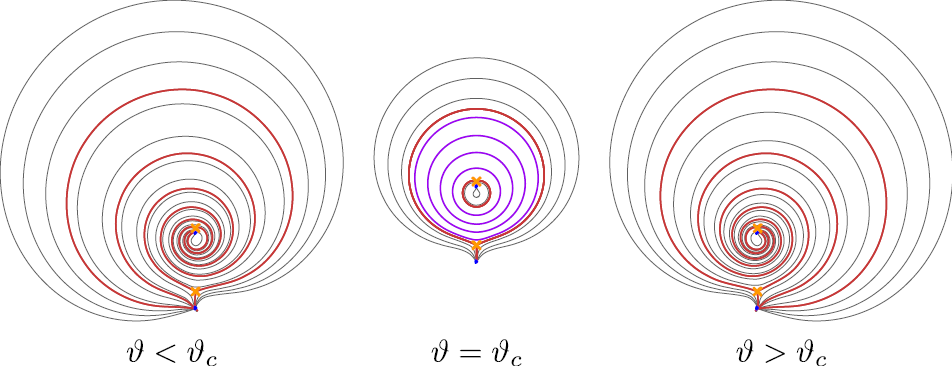 ϑ < ϑ_c
ϑ = ϑ_c
ϑ > ϑ_c